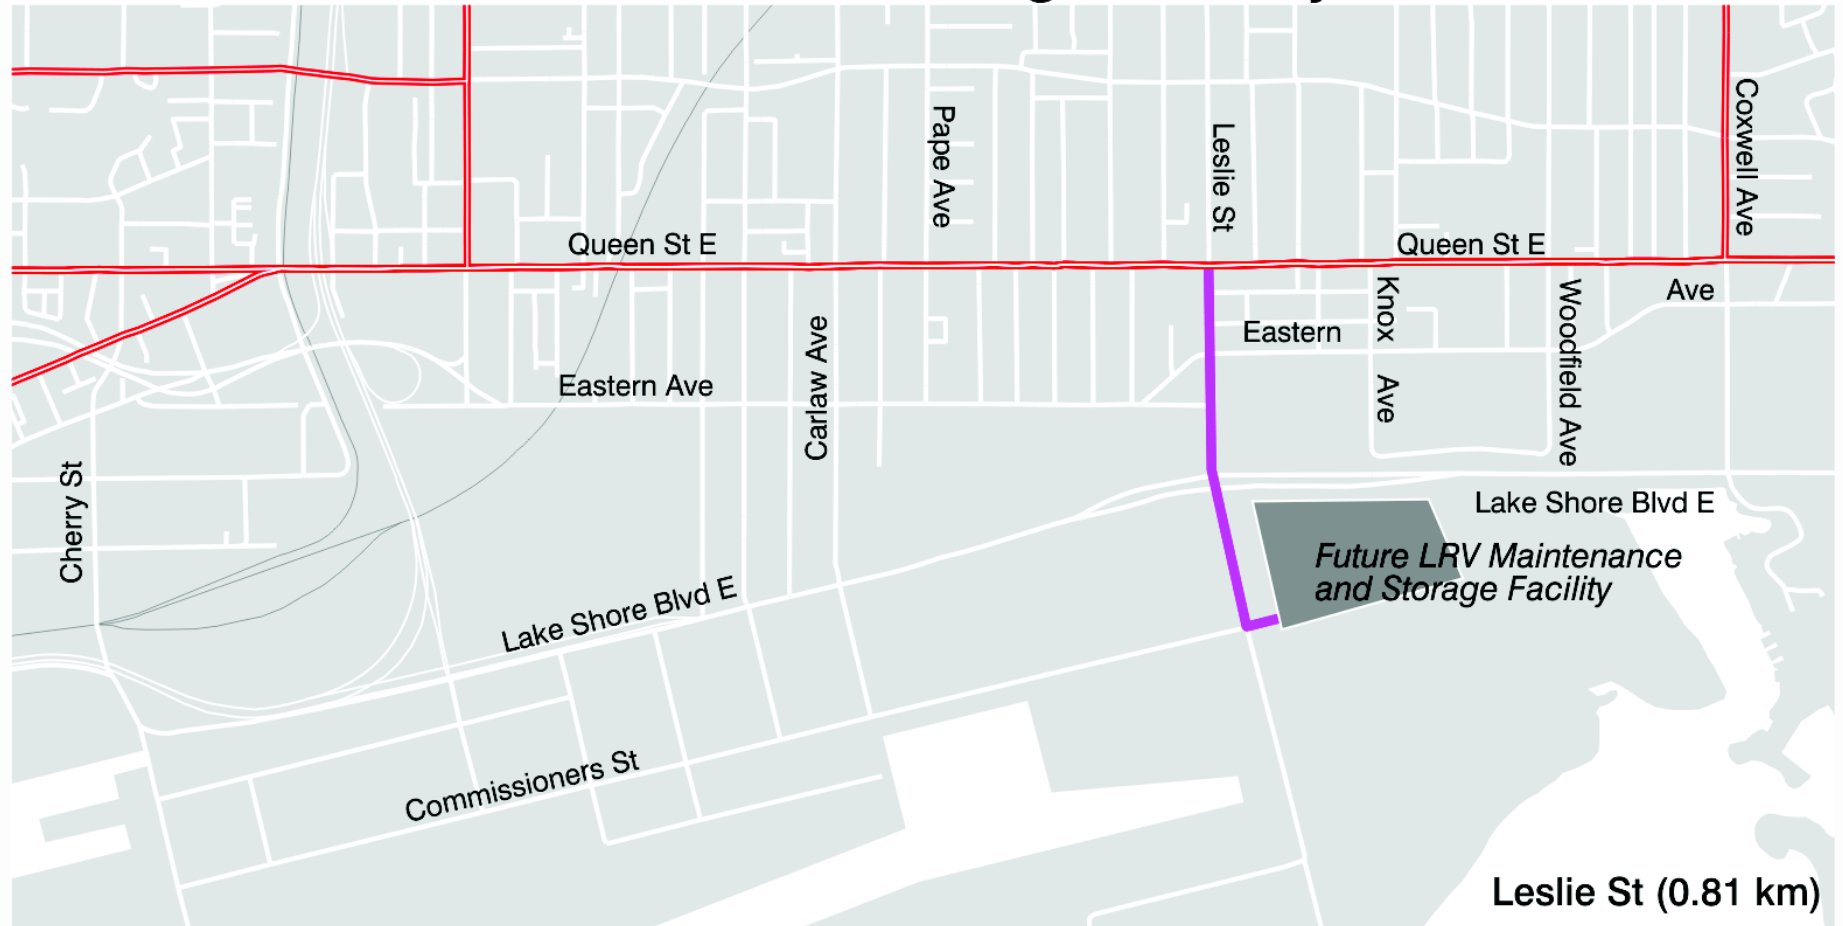 Coxwell Ave
Pape Ave
Leslie St
Queen St E
Queen St E
Knox
Ave
Woodfield Ave
Ave
Eastern
Carlaw Ave
Eastern Ave
Cherry St
Lake Shore Blvd E
Future LRV Maintenance
and Storage Facility
Lake Shore Blvd E
Commissioners St
Leslie St (0.81 km)